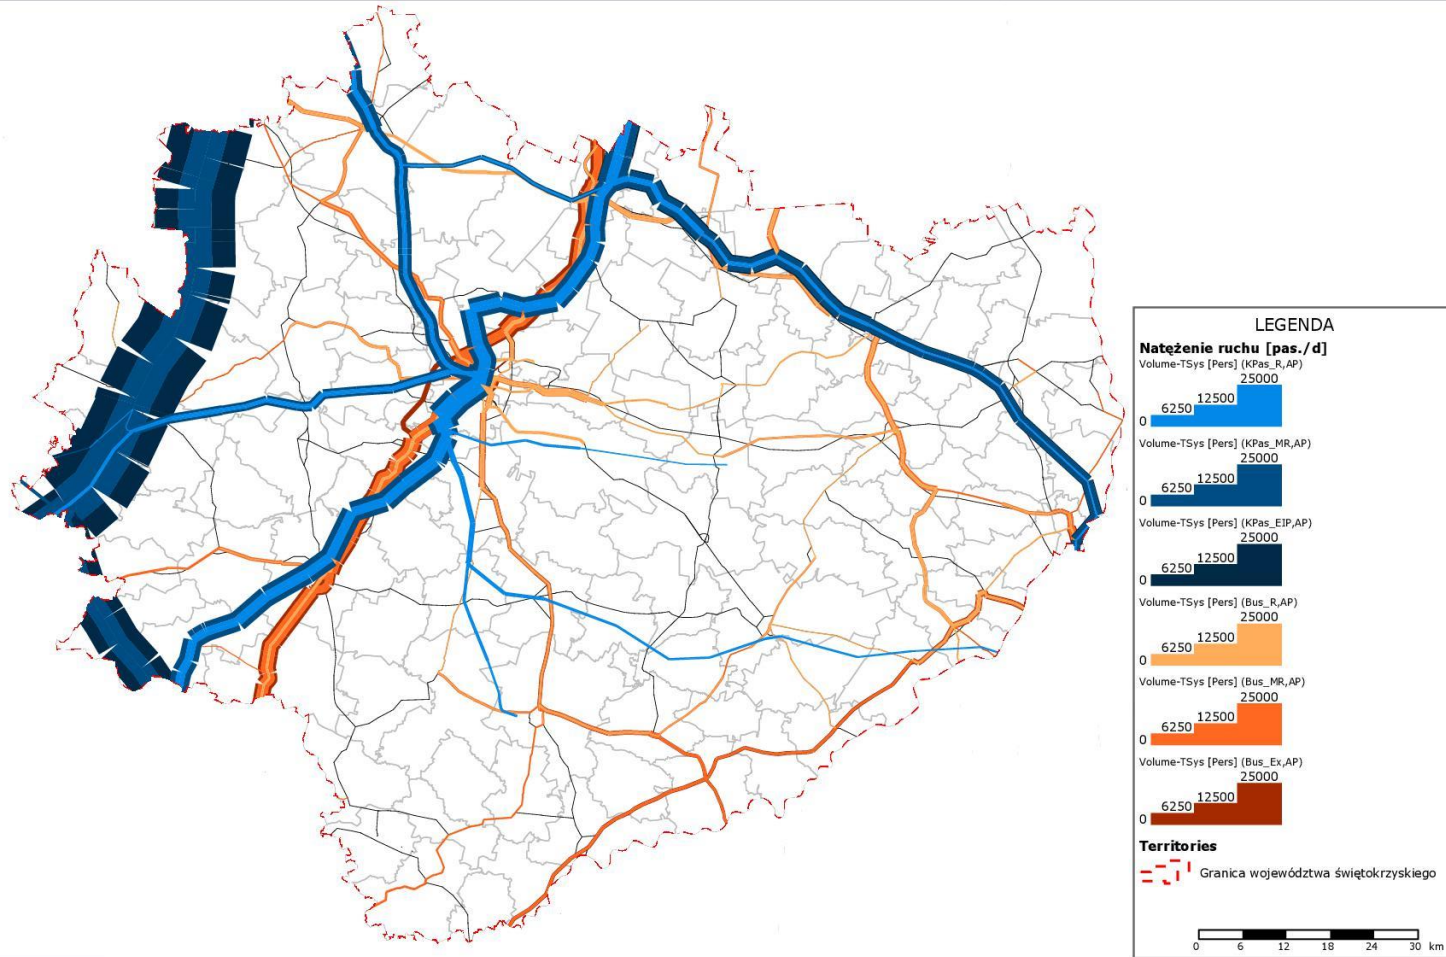 LEGENDA
Natężenie ruchu [pas./d]
Volume-TSys [Pers] (KPas_R,AP)
25000
12500
6250
0
Volume-TSys [Pers] (KPas_MR,AP)
25000
12500
6250
0
Volume-TSys [Pers] (KPas_EIP,AP)
25000
12500
6250
0
Volume-TSys [Pers] (Bus_R,AP)
25000
12500
6250
0
Volume-TSys [Pers] (Bus_MR,AP)
25000
12500
6250
0
Volume-TSys [Pers] (Bus_Ex,AP)
25000
12500
6250
0
Territories
Granica województwa świętokrzyskiego
0 6 12 18 24 30 km